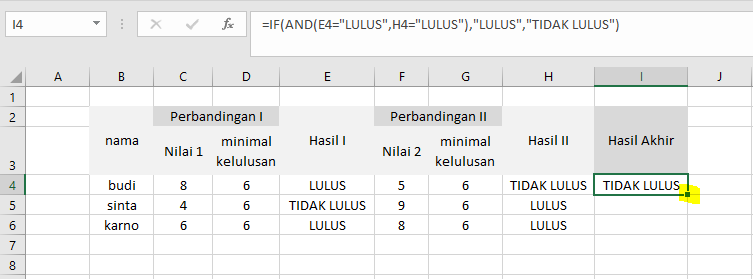 I4 fx =IF(AND(E4="LULUS",H4="LULUS"),"LULUS","TIDAK LULUS")
A B C D E F G H I J
1
2 Perbandingan I Perbandingan II
nama Hasil I Hasil II Hasil Akhir
3 Nilai 1 minimal kelulusan Nilai 2 minimal kelulusan
4 budi 8 6 LULUS 5 6 TIDAK LULUS TIDAK LULUS
5 sinta 4 6 TIDAK LULUS 9 6 LULUS
6 karno 6 6 LULUS 8 6 LULUS
7
8